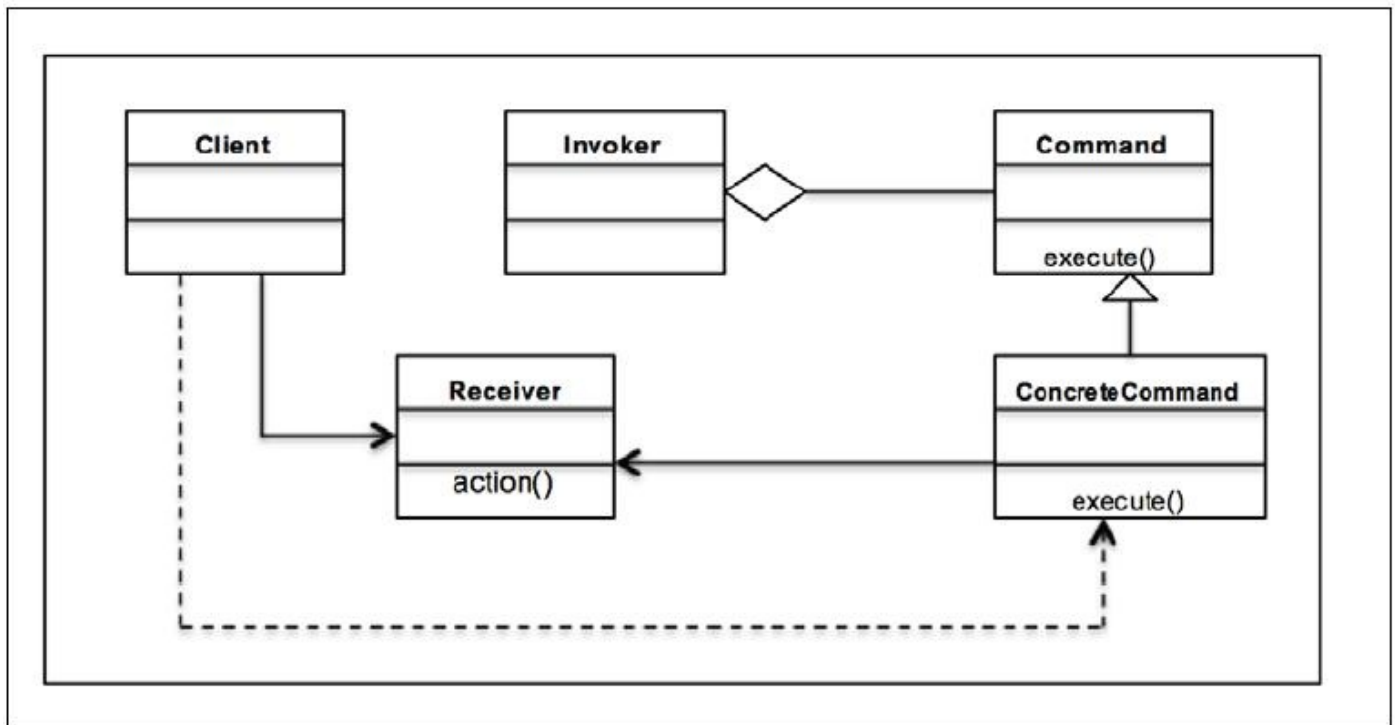 Client
Invoker
Command
execute()
Receiver
action()
ConcreteCommand
execute()